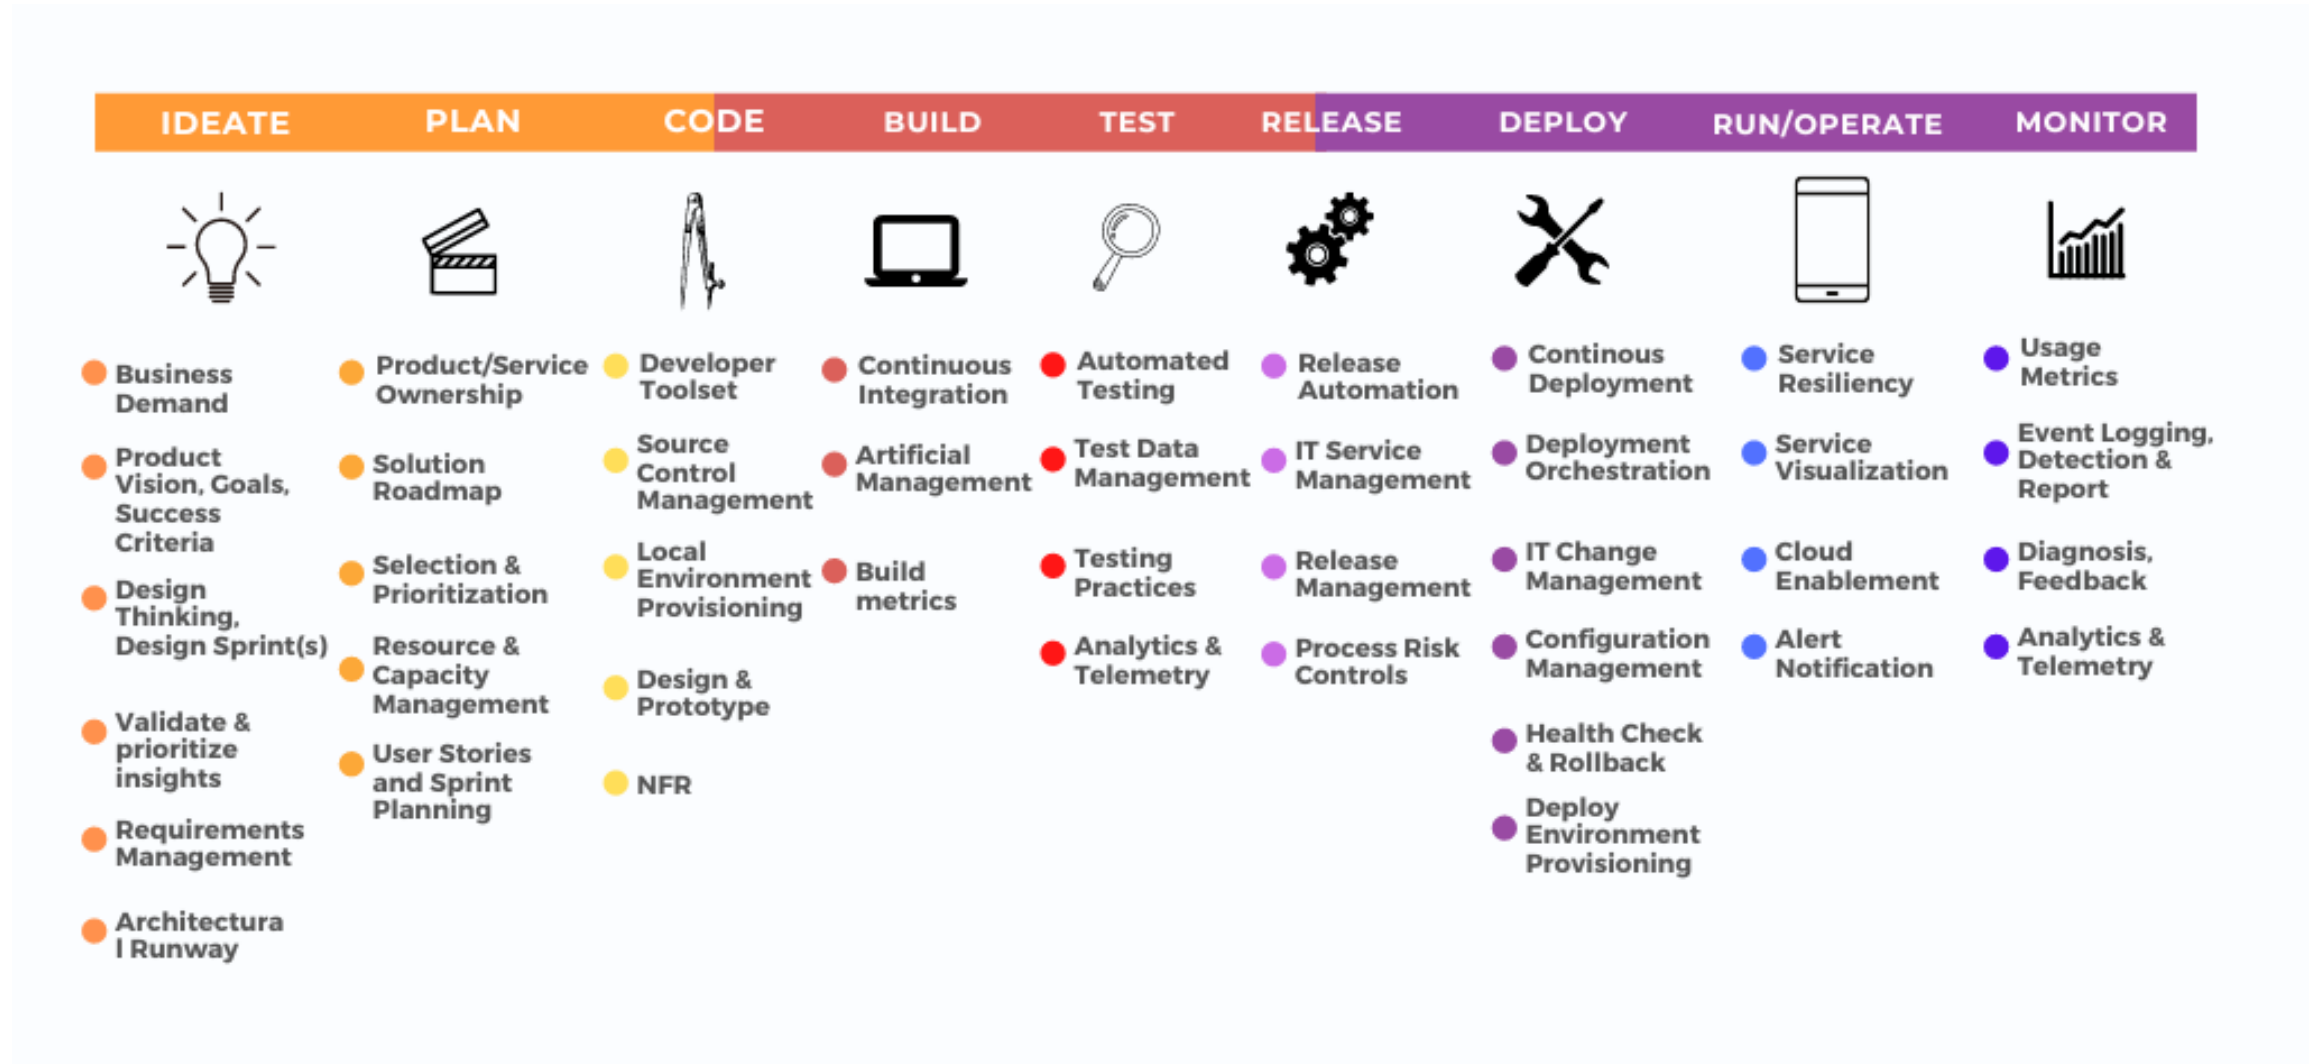 IDEATE
PLAN
CODE
BUILD
TEST
RELEASE
DEPLOY
RUN/OPERATE
MONITOR
Business
Demand
Product
Vision, Goals,
Success
Criteria
Design
Thinking,
Design Sprint(s)
Validate &
prioritize
insights
Requirements
Management
Architectura
l Runway
Product/Service
Ownership
Solution
Roadmap
Selection &
Prioritization
Resource &
Capacity
Management
User Stories
and Sprint
Planning
Developer
Toolset
Source
Control
Management
Local
Environment
Provisioning
Design &
Prototype
NFR
Continuous
Integration
Artificial
Management
Build
metrics
Automated
Testing
Test Data
Management
Testing
Practices
Analytics &
Telemetry
Release
Automation
IT Service
Management
Release
Management
Process Risk
Controls
Continous
Deployment
Deployment
Orchestration
IT Change
Management
Configuration
Management
Health Check
& Rollback
Deploy
Environment
Provisioning
Service
Resiliency
Service
Visualization
Cloud
Enablement
Alert
Notification
Usage
Metrics
Event Logging,
Detection &
Report
Diagnosis,
Feedback
Analytics &
Telemetry